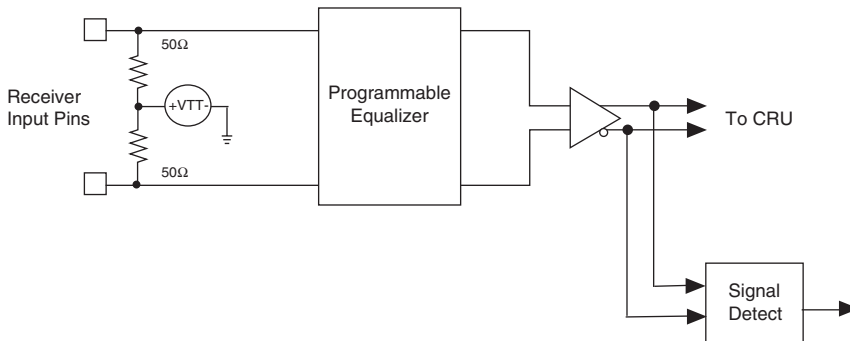 50Ω
Receiver
Input Pins
+VTT-
50Ω
Programmable
Equalizer
To CRU
Signal
Detect